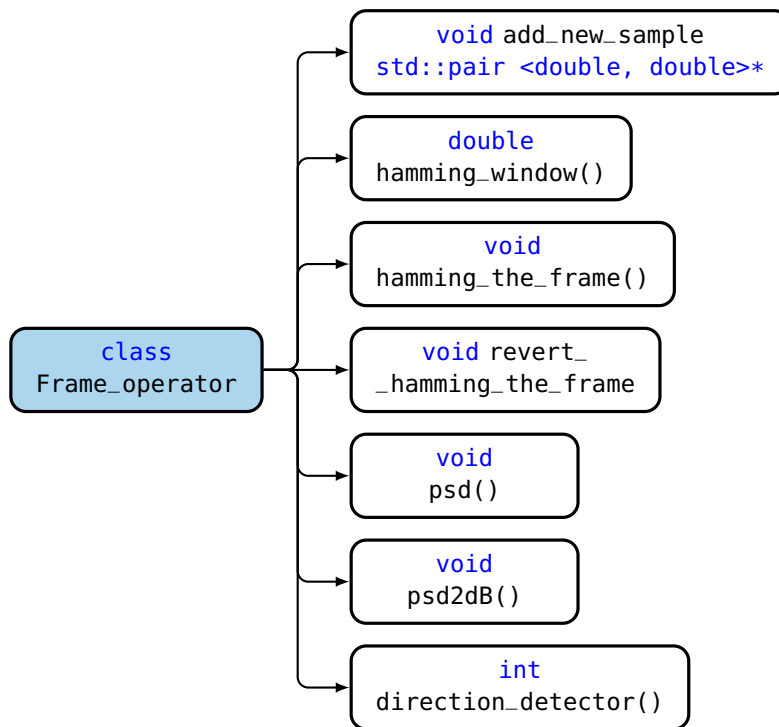 void add_new_sample
std::pair <double, double>*
double
hamming_window()
void
hamming_the_frame()
class
Frame_operator
void revert_
_hamming_the_frame
void
psd()
void
psd2dB()
int
direction_detector()